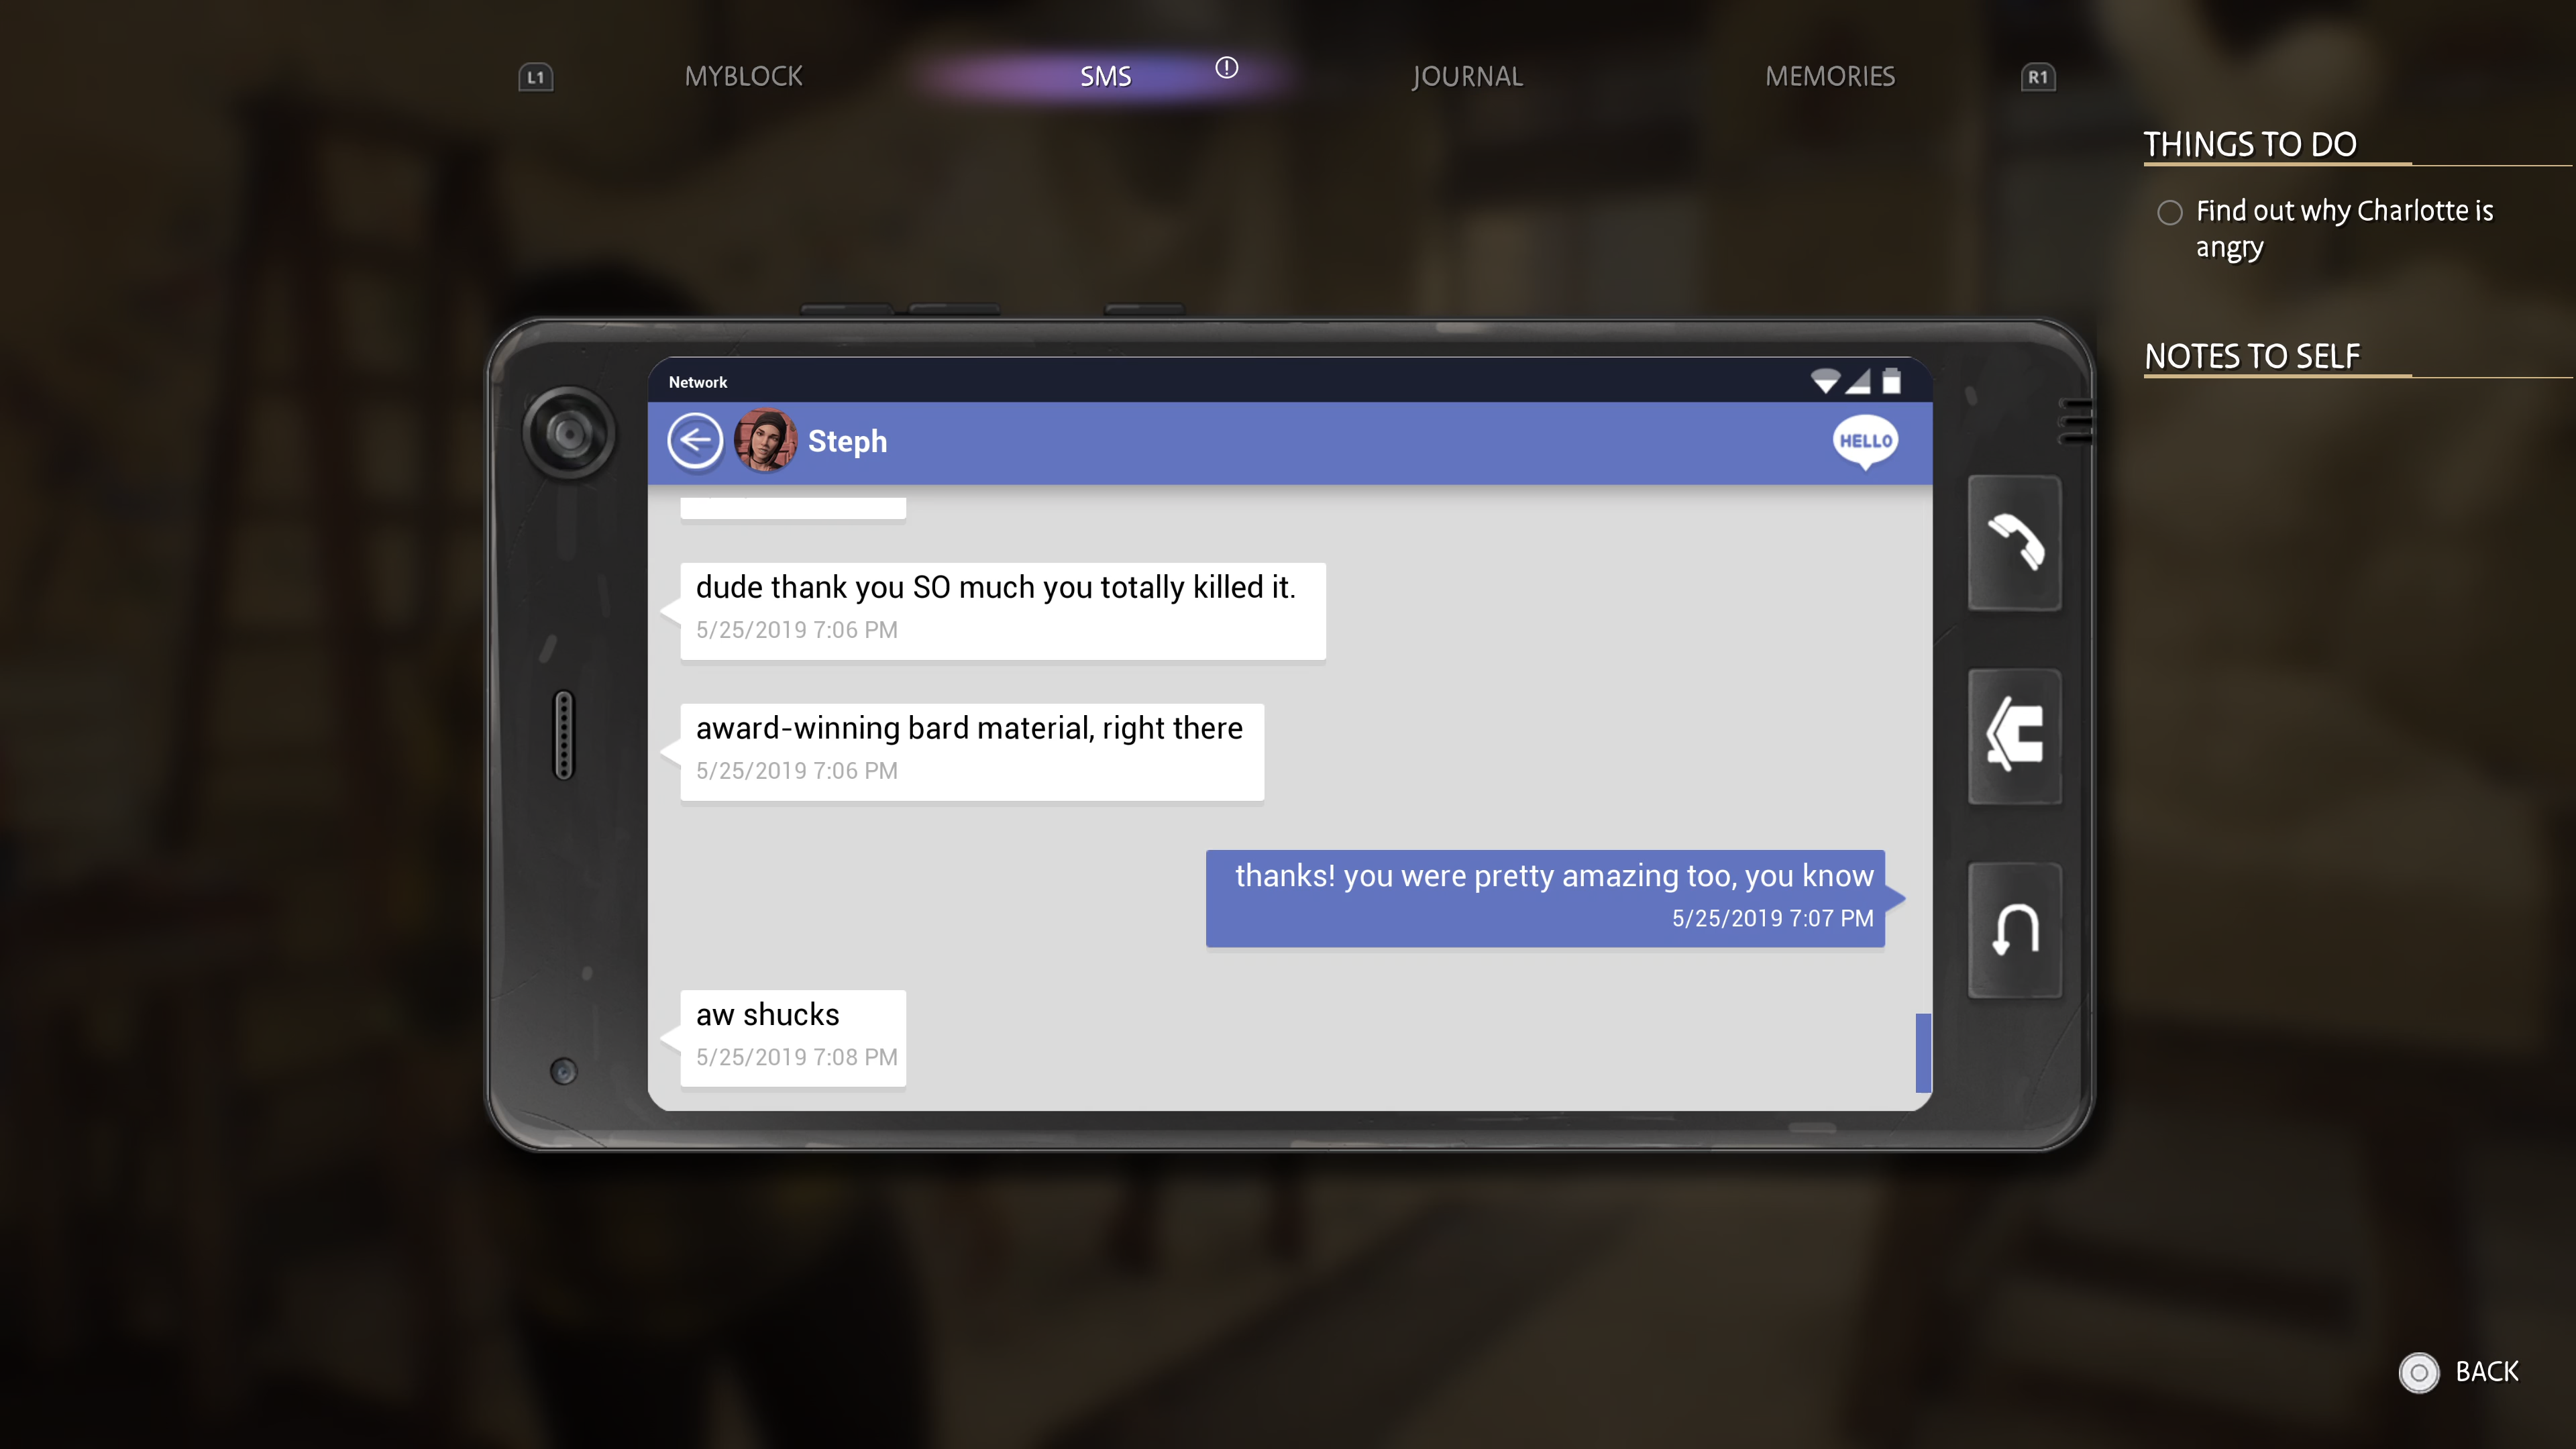 L1
MYBLOCK
SMS
JOURNAL
MEMORIES
R1
THINGS TO DO
Find out why Charlotte is
angry
NOTES TO SELF
Network
Steph
HELLO
dude thank you SO much you totally killed it.
5/25/2019 7:06 PM
award-winning bard material, right there
5/25/2019 7:06 PM
thanks! you were pretty amazing too, you know
5/25/2019 7:07 PM
aw shucks
5/25/2019 7:08 PM
BACK